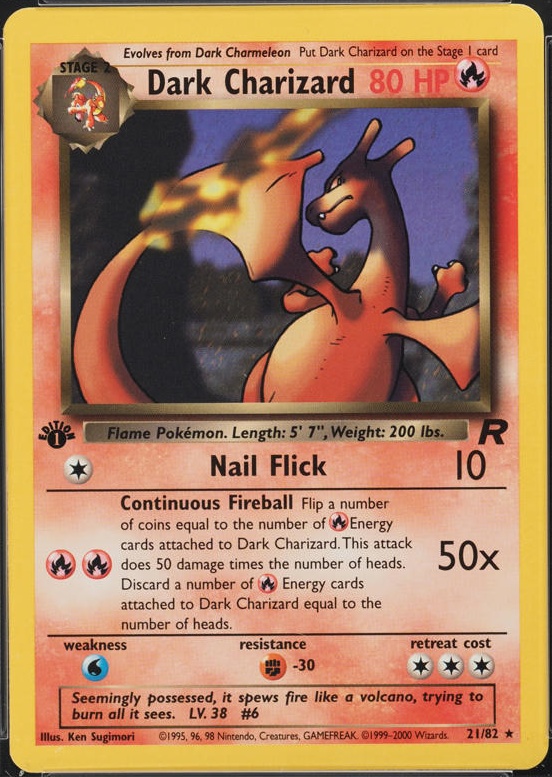 Evolves from Dark Charmeleon Put Dark Charizard on the Stage 1 card
STAGE 2
Dark Charizard 80 HP
EDITION
1
Flame Pokémon. Length: 5' 7", Weight: 200 lbs.
R
Nail Flick 10
Continuous Fireball Flip a number
of coins equal to the number of Energy
cards attached to Dark Charizard. This attack
does 50 damage times the number of heads.
50x
Discard a number of Energy cards
attached to Dark Charizard equal to the
number of heads.
weakness resistance retreat cost
-30
Seemingly possessed, it spews fire like a volcano, trying to
burn all it sees. LV. 38 #6
Illus. Ken Sugimori ©1995, 96, 98 Nintendo, Creatures, GAMEFREAK. ©1999-2000 Wizards. 21/82 ★